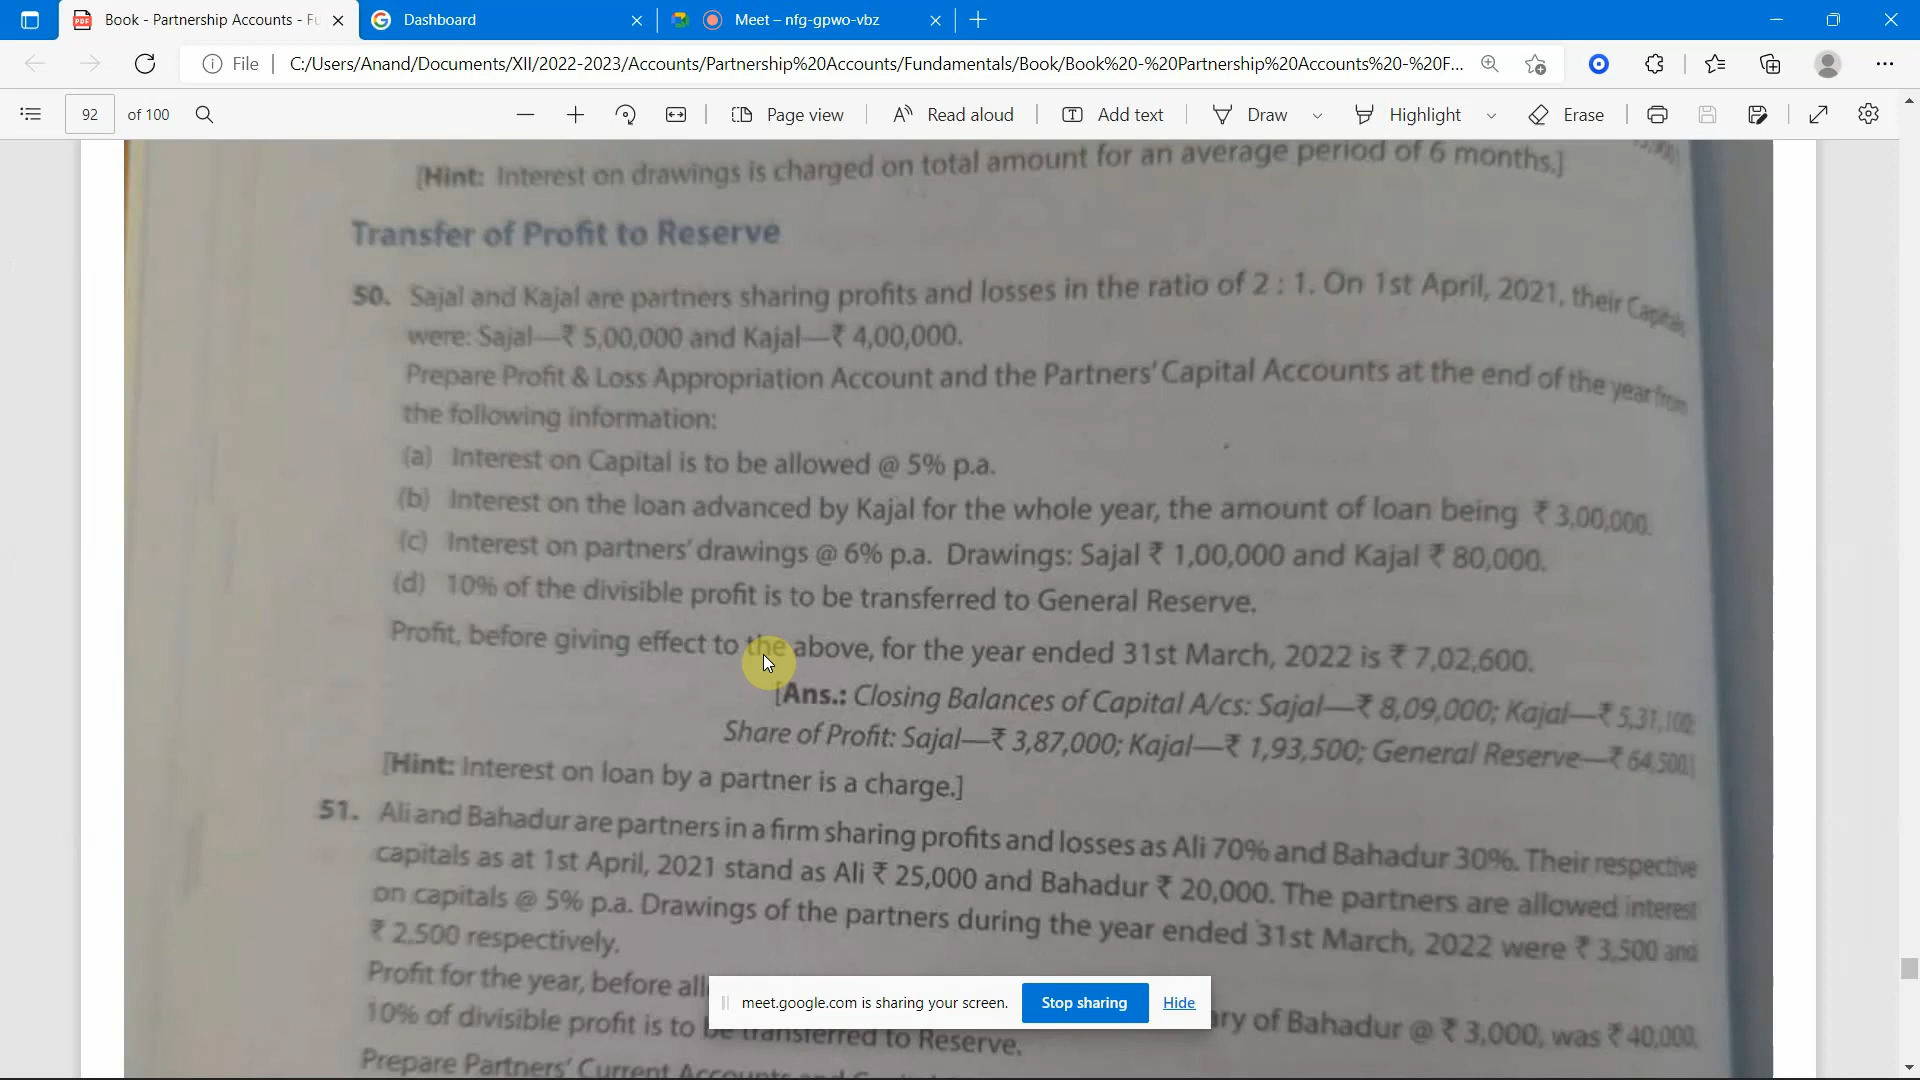 Book - Partnership Accounts - Fu
Dashboard
Meet – nfg-gpwo-vbz
File
C:/Users/Anand/Documents/XII/2022-2023/Accounts/Partnership%20Accounts/Fundamentals/Book/Book%20-%20Partnership%20Accounts%20-%20F...
92 of 100
Page view
Read aloud
Add text
Draw
Highlight
Erase
[Hint: Interest on drawings is charged on total amount for an average period of 6 months.]
Transfer of Profit to Reserve
50. Sajal and Kajal are partners sharing profits and losses in the ratio of 2 : 1. On 1st April, 2021, their Capitals
were: Sajal—₹ 5,00,000 and Kajal—₹ 4,00,000.
Prepare Profit & Loss Appropriation Account and the Partners' Capital Accounts at the end of the year from
the following information:
(a) Interest on Capital is to be allowed @ 5% p.a.
(b) Interest on the loan advanced by Kajal for the whole year, the amount of loan being ₹ 3,00,000.
(c) Interest on partners' drawings @ 6% p.a. Drawings: Sajal ₹ 1,00,000 and Kajal ₹ 80,000.
(d) 10% of the divisible profit is to be transferred to General Reserve.
Profit, before giving effect to the above, for the year ended 31st March, 2022 is ₹ 7,02,600.
[Ans.: Closing Balances of Capital A/cs: Sajal—₹ 8,09,000; Kajal—₹ 5,31,100;
Share of Profit: Sajal—₹ 3,87,000; Kajal—₹ 1,93,500; General Reserve—₹ 64,500.]
[Hint: Interest on loan by a partner is a charge.]
51. Ali and Bahadur are partners in a firm sharing profits and losses as Ali 70% and Bahadur 30%. Their respective
capitals as at 1st April, 2021 stand as Ali ₹ 25,000 and Bahadur ₹ 20,000. The partners are allowed interest
on capitals @ 5% p.a. Drawings of the partners during the year ended 31st March, 2022 were ₹ 3,500 and
₹ 2,500 respectively.
Profit for the year, before all
ry of Bahadur @ ₹ 3,000, was ₹ 40,000.
10% of divisible profit is to be transferred to Reserve.
Prepare Partners' Current Accounts
meet.google.com is sharing your screen.
Stop sharing
Hide